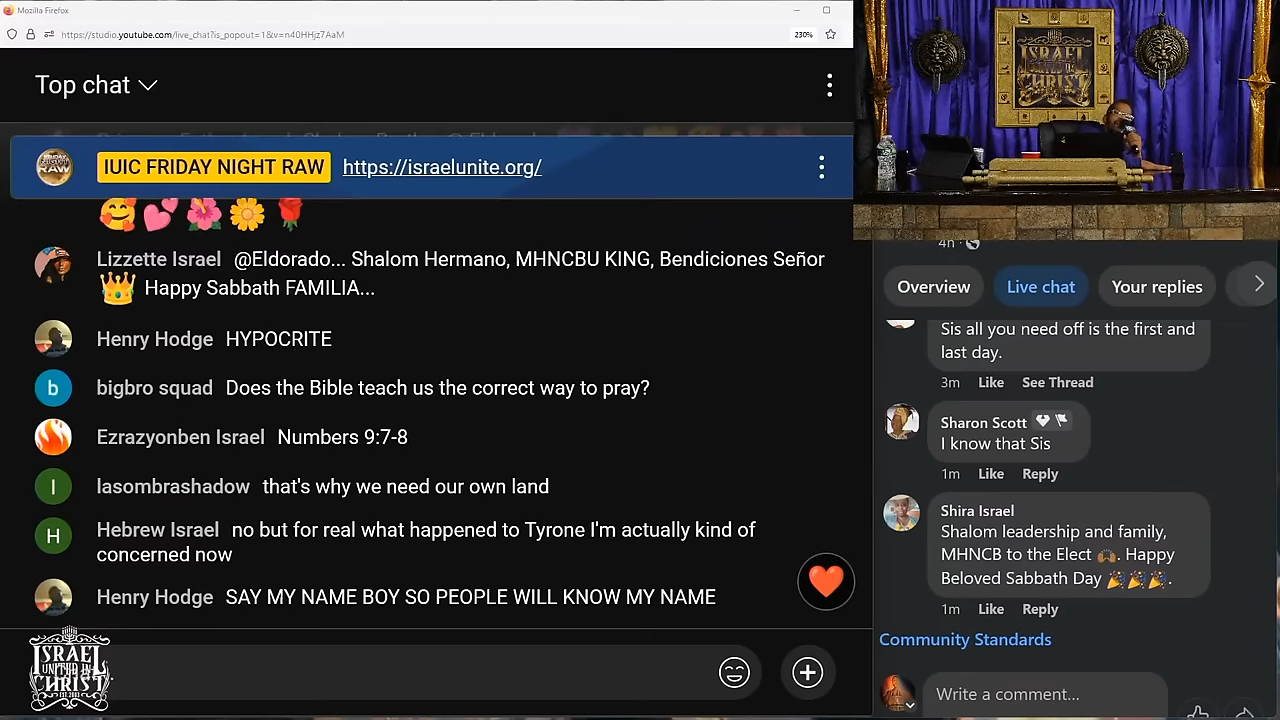 Mozilla Firefox
https://studio.youtube.com/live_chat?is_popout=1&v=n40HHjz7AaM
230%
Top chat
IUIC FRIDAY NIGHT RAW https://israelunite.org/
Lizzette Israel @Eldorado... Shalom Hermano, MHNCBU KING, Bendiciones Señor
👑 Happy Sabbath FAMILIA...
Henry Hodge HYPOCRITE
bigbro squad Does the Bible teach us the correct way to pray?
Ezrazyonben Israel Numbers 9:7-8
lasombrashadow that's why we need our own land
Hebrew Israel no but for real what happened to Tyrone I'm actually kind of
concerned now
Henry Hodge SAY MY NAME BOY SO PEOPLE WILL KNOW MY NAME
ISRAEL
UNITED IN
CHRIST
EST. 2003
ISRAEL
UNITED IN
CHRIST
4h
Overview
Live chat
Your replies
Sis all you need off is the first and
last day.
3m Like See Thread
Sharon Scott
I know that Sis
1m Like Reply
Shira Israel
Shalom leadership and family,
MHNCB to the Elect 🙌🏾. Happy
Beloved Sabbath Day 🎉🎉🎉.
1m Like Reply
Community Standards
Write a comment...